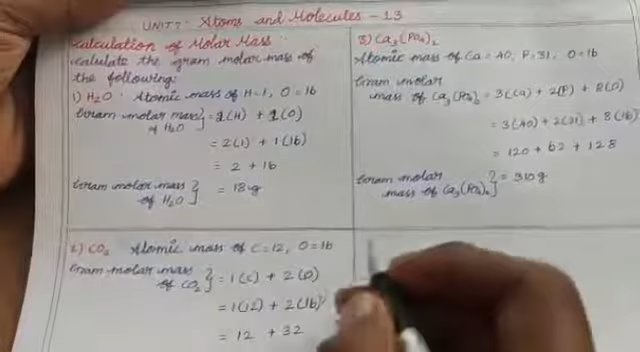 UNIT: Atoms and Molecules - 13
Calculation of Molar Mass.
Calculate the gram molar mass of
the following:
1) H₂O. Atomic mass of H=1, O=16
Gram molar mass} = 2(H) + 1(O)
of H₂O
= 2(1) + 1(16)
= 2 + 16
Gram molar mass} = 18g
of H₂O
2) CO₂ Atomic mass of C=12, O=16
Gram molar mass} = 1(C) + 2(O)
of CO₂
= 1(12) + 2(16)
= 12 + 32
3) Ca₃(PO₄)₂
Atomic mass of Ca = 40, P=31, O=16
Gram molar
mass of Ca₃(PO₄)₂ = 3(Ca) + 2(P) + 8(O)
= 3(40) + 2(31) + 8(16)
= 120 + 62 + 128
Gram molar } = 310g
mass of Ca₃(PO₄)₂